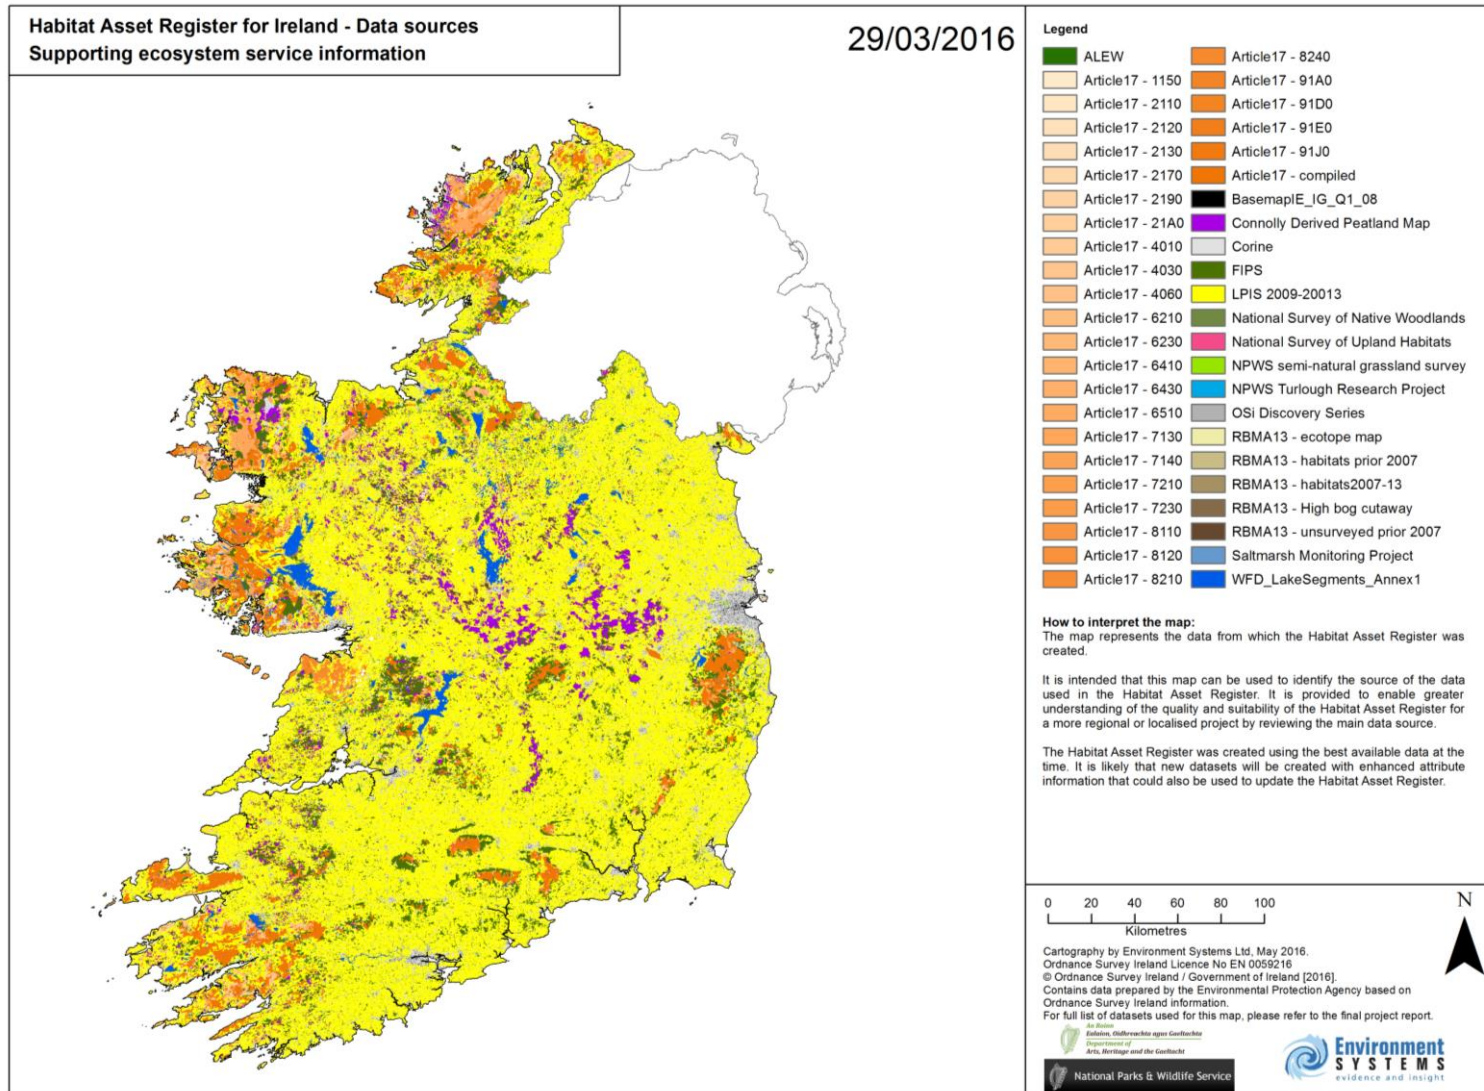 Habitat Asset Register for Ireland - Data sources
Supporting ecosystem service information
29/03/2016
Legend
ALEW
Article17 - 1150
Article17 - 2110
Article17 - 2120
Article17 - 2130
Article17 - 2170
Article17 - 2190
Article17 - 21A0
Article17 - 4010
Article17 - 4030
Article17 - 4060
Article17 - 6210
Article17 - 6230
Article17 - 6410
Article17 - 6430
Article17 - 6510
Article17 - 7130
Article17 - 7140
Article17 - 7210
Article17 - 7230
Article17 - 8110
Article17 - 8120
Article17 - 8210
Article17 - 8240
Article17 - 91A0
Article17 - 91D0
Article17 - 91E0
Article17 - 91J0
Article17 - compiled
BasemapIE_IG_Q1_08
Connolly Derived Peatland Map
Corine
FIPS
LPIS 2009-20013
National Survey of Native Woodlands
National Survey of Upland Habitats
NPWS semi-natural grassland survey
NPWS Turlough Research Project
OSi Discovery Series
RBMA13 - ecotope map
RBMA13 - habitats prior 2007
RBMA13 - habitats2007-13
RBMA13 - High bog cutaway
RBMA13 - unsurveyed prior 2007
Saltmarsh Monitoring Project
WFD_LakeSegments_Annex1
How to interpret the map:
The map represents the data from which the Habitat Asset Register was
created.
It is intended that this map can be used to identify the source of the data
used in the Habitat Asset Register. It is provided to enable greater
understanding of the quality and suitability of the Habitat Asset Register for
a more regional or localised project by reviewing the main data source.
The Habitat Asset Register was created using the best available data at the
time. It is likely that new datasets will be created with enhanced attribute
information that could also be used to update the Habitat Asset Register.
0 20 40 60 80 100
Kilometres
N
Cartography by Environment Systems Ltd, May 2016.
Ordnance Survey Ireland Licence No EN 0059216
© Ordnance Survey Ireland / Government of Ireland [2016].
Contains data prepared by the Environmental Protection Agency based on
Ordnance Survey Ireland information.
For full list of datasets used for this map, please refer to the final project report.
An Roinn
Ealaíon, Oidhreachta agus Gaeltachta
Department of
Arts, Heritage and the Gaeltacht
National Parks & Wildlife Service
Environment
SYSTEMS
evidence and insight